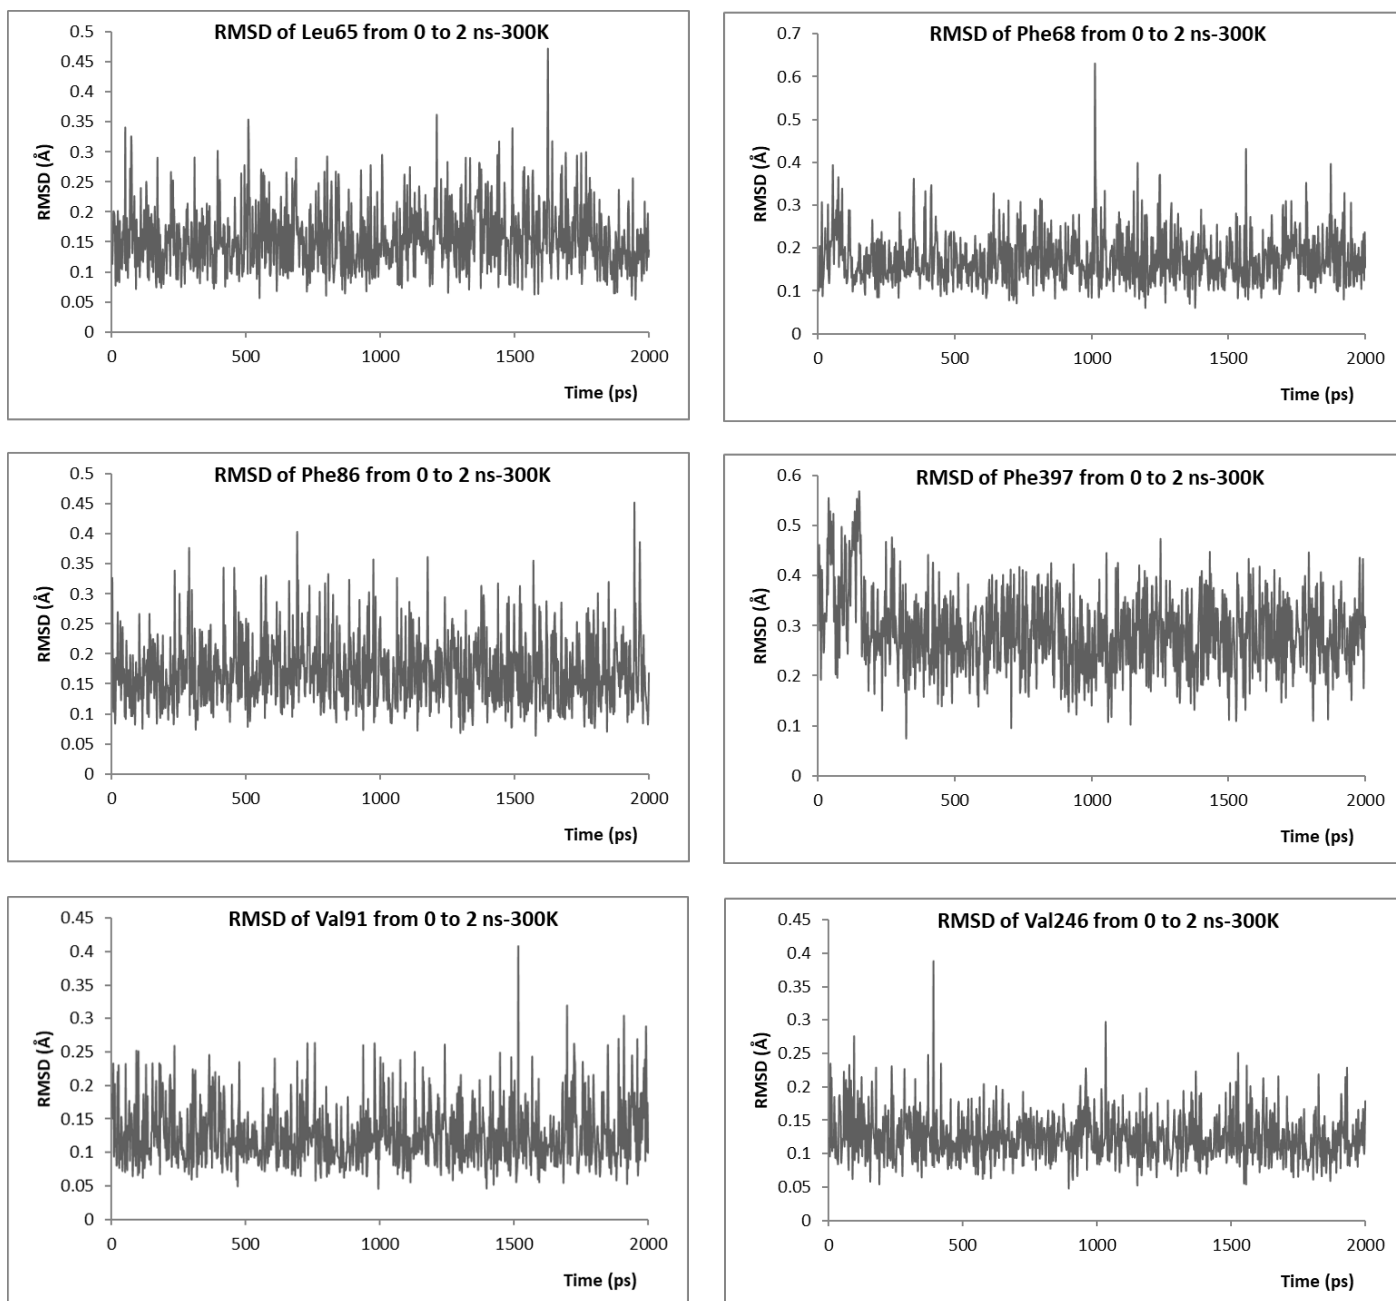 RMSD of Leu65 from 0 to 2 ns-300K
RMSD (Å)
0.5
0.45
0.4
0.35
0.3
0.25
0.2
0.15
0.1
0.05
0
0 500 1000 1500 2000
Time (ps)
RMSD of Phe68 from 0 to 2 ns-300K
RMSD (Å)
0.7
0.6
0.5
0.4
0.3
0.2
0.1
0
0 500 1000 1500 2000
Time (ps)
RMSD of Phe86 from 0 to 2 ns-300K
RMSD (Å)
0.5
0.45
0.4
0.35
0.3
0.25
0.2
0.15
0.1
0.05
0
0 500 1000 1500 2000
Time (ps)
RMSD of Phe397 from 0 to 2 ns-300K
RMSD (Å)
0.6
0.5
0.4
0.3
0.2
0.1
0
0 500 1000 1500 2000
Time (ps)
RMSD of Val91 from 0 to 2 ns-300K
RMSD (Å)
0.45
0.4
0.35
0.3
0.25
0.2
0.15
0.1
0.05
0
0 500 1000 1500 2000
Time (ps)
RMSD of Val246 from 0 to 2 ns-300K
RMSD (Å)
0.45
0.4
0.35
0.3
0.25
0.2
0.15
0.1
0.05
0
0 500 1000 1500 2000
Time (ps)